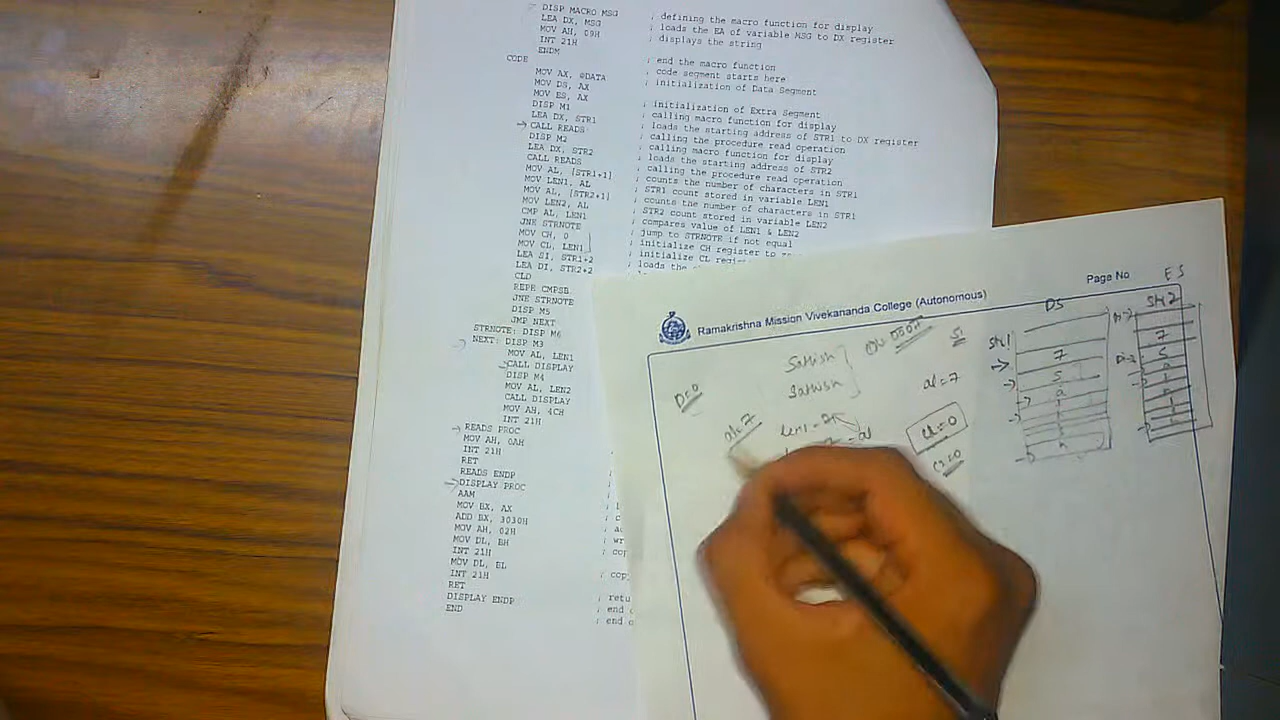 DISP MACRO MSG ; defining the macro function for display
LEA DX, MSG ; loads the EA of variable MSG to DX register
MOV AH, 09H ; displays the string
INT 21H
ENDM ; end the macro function
CODE ; code segment starts here
MOV AX, @DATA ; initialization of Data Segment
MOV DS, AX
MOV ES, AX ; initialization of Extra Segment
DISP M1 ; calling macro function for display
LEA DX, STR1 ; loads the starting address of STR1 to DX register
CALL READS ; calling the procedure read operation
DISP M2 ; calling macro function for display
LEA DX, STR2 ; loads the starting address of STR2
CALL READS ; calling the procedure read operation
MOV AL, [STR1+1] ; counts the number of characters in STR1
MOV LEN1, AL ; STR1 count stored in variable LEN1
MOV AL, [STR2+1] ; counts the number of characters in STR1
MOV LEN2, AL ; STR2 count stored in variable LEN2
CMP AL, LEN1 ; compares value of LEN1 & LEN2
JNE STRNOTE ; jump to STRNOTE if not equal
MOV CH, 0 ; initialize CH register to
MOV CL, LEN1 ; initialize CL
LEA SI, STR1+2 ; loads the
LEA DI, STR2+2
CLD
REPE CMPSB
JNE STRNOTE
DISP M5
JMP NEXT
STRNOTE: DISP M6
NEXT: DISP M3
MOV AL, LEN1
CALL DISPLAY
DISP M4
MOV AL, LEN2
CALL DISPLAY
MOV AH, 4CH
INT 21H
READS PROC
MOV AH, 0AH
INT 21H
RET
READS ENDP
DISPLAY PROC
AAM
MOV BX, AX
ADD BX, 3030H
MOV AH, 02H
MOV DL, BH
INT 21H
MOV DL, BL
INT 21H
RET
DISPLAY ENDP
END
Ramakrishna Mission Vivekananda College (Autonomous)
Page No
ES
DS
Str2
Str1
SI
Sathish
Sathish
D=0
al=7
al=7
Len1=7
cl=0
7
S
a
7
S